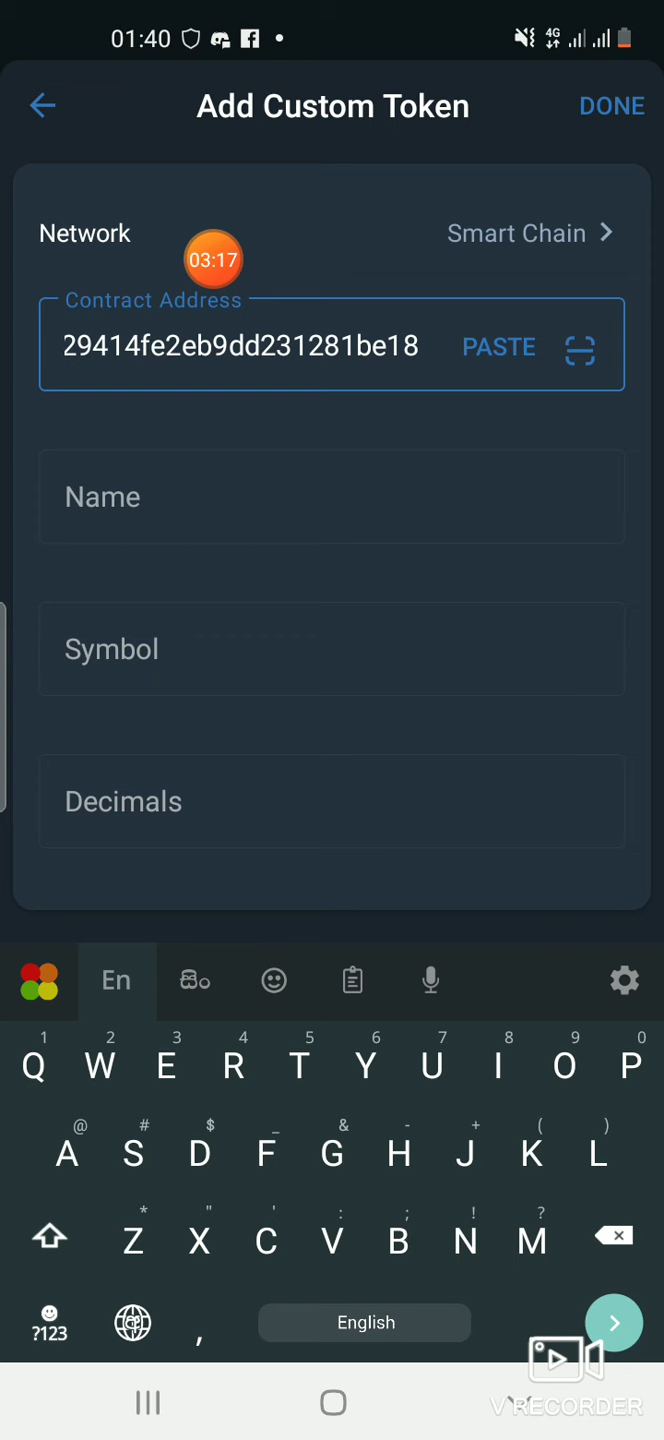 01:40
4G
Add Custom Token
DONE
Network
Smart Chain
03:17
Contract Address
29414fe2eb9dd231281be18
PASTE
Name
Symbol
Decimals
En
සිං
1 2 3 4 5 6 7 8 9 0
Q W E R T Y U I O P
@ # $ _ & - + ( )
A S D F G H J K L
* " ' : ; ! ?
Z X C V B N M
?123
,
English
V RECORDER